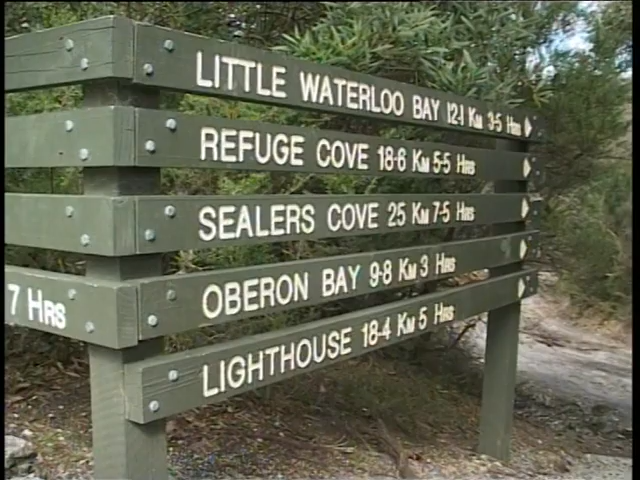 LITTLE WATERLOO BAY 12·1 KM 3·5 HRS
REFUGE COVE 18·6 KM 5·5 HRS
SEALERS COVE 25 KM 7·5 HRS
OBERON BAY 9·8 KM 3 HRS
7 HRS
LIGHTHOUSE 18·4 KM 5 HRS